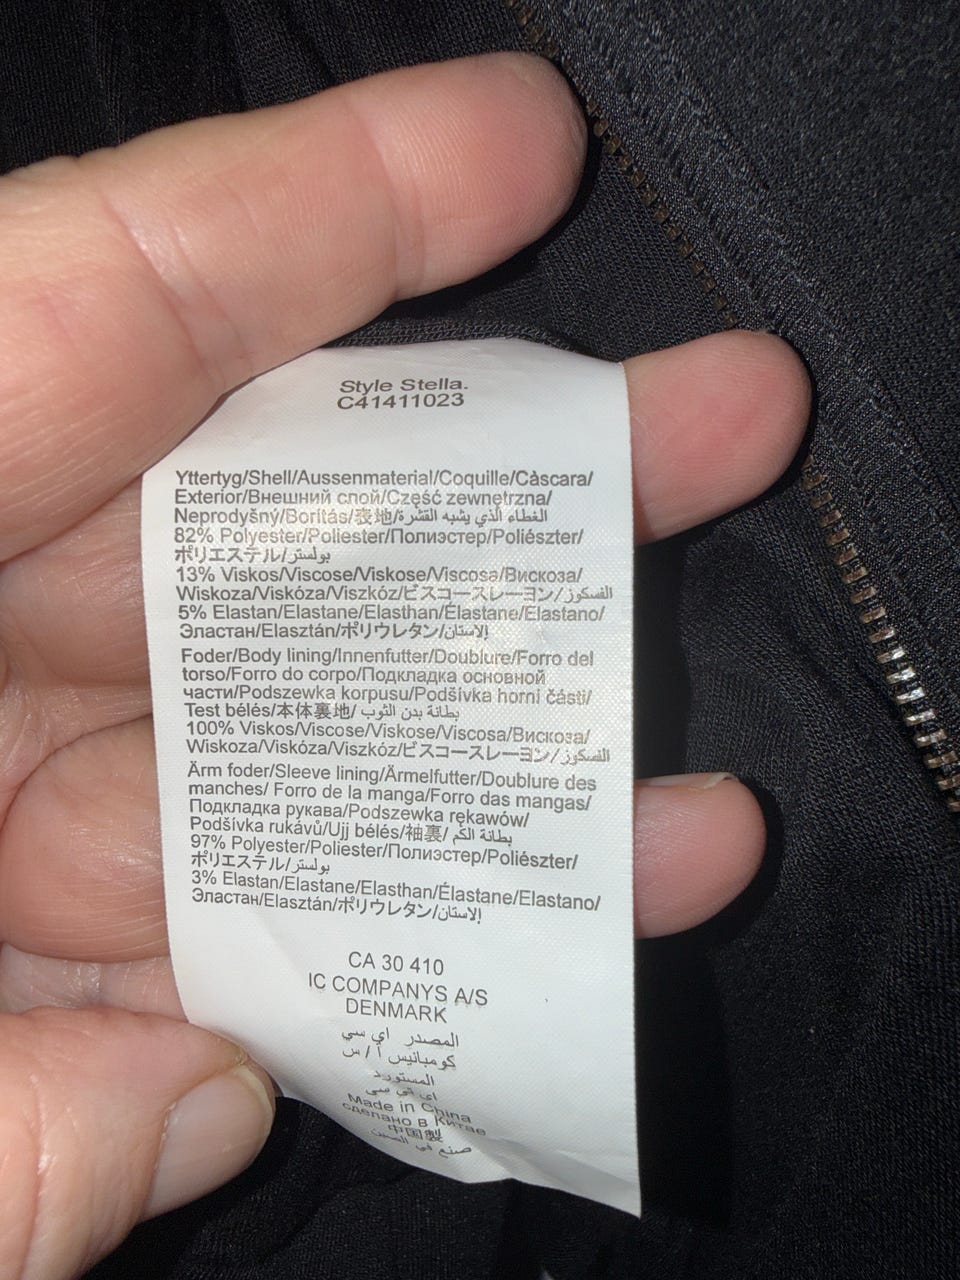 Style Stella.
C41411023
Yttertyg/Shell/Aussenmaterial/Coquille/Càscara/
Exterior/Внешний слой/Część zewnętrzna/
Neprodyšný/Borítás/表地/الغطاء الذي يشبه القشرة
82% Polyester/Poliester/Полиэстер/Poliészter/
ポリエステル/بولستر
13% Viskos/Viscose/Viskose/Viscosa/Вискоза/
Wiskoza/Viskóza/Viszkóz/ビスコースレーヨン/الفسكوز
5% Elastan/Elastane/Elasthan/Élastane/Elastano/
Эластан/Elasztán/ポリウレタン/إلاستان
Foder/Body lining/Innenfutter/Doublure/Forro del
torso/Forro do corpo/Подкладка основной
части/Podszewka korpusu/Podšívka horní části/
Test bélés/本体裏地/ بطانة بدن الثوب
100% Viskos/Viscose/Viskose/Viscosa/Вискоза/
Wiskoza/Viskóza/Viszkóz/ビスコースレーヨン/الفسكوز
Ärm foder/Sleeve lining/Ärmelfutter/Doublure des
manches/ Forro de la manga/Forro das mangas/
Подкладка рукава/Podszewka rękawów/
Podšívka rukávů/Ujj bélés/袖裏/ بطانة الكم
97% Polyester/Poliester/Полиэстер/Poliészter/
ポリエステル/بولستر
3% Elastan/Elastane/Elasthan/Élastane/Elastano/
Эластан/Elasztán/ポリウレタン/إلاستان
CA 30 410
IC COMPANYS A/S
DENMARK
المصدر اي سي
كومبانيس أ / س
المستورد
اي تي سي
Made in China
сделано в Китае
中国製
صنع في الصين